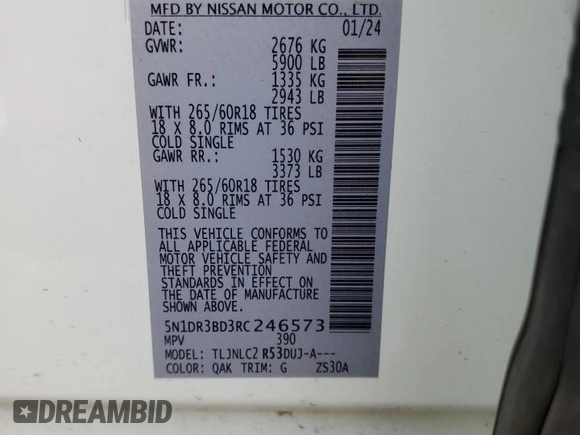 MFD BY NISSAN MOTOR CO., LTD.
DATE: 01/24
GVWR: 2676 KG
5900 LB
GAWR FR.: 1335 KG
2943 LB
WITH 265/60R18 TIRES
18 X 8.0 RIMS AT 36 PSI
COLD SINGLE
GAWR RR.: 1530 KG
3373 LB
WITH 265/60R18 TIRES
18 X 8.0 RIMS AT 36 PSI
COLD SINGLE
THIS VEHICLE CONFORMS TO
ALL APPLICABLE FEDERAL
MOTOR VEHICLE SAFETY AND
THEFT PREVENTION
STANDARDS IN EFFECT ON
THE DATE OF MANUFACTURE
SHOWN ABOVE.
5N1DR3BD3RC246573
MPV 390
MODEL: TLJNLC2 R53DUJ-A---
COLOR: QAK TRIM: G ZS30A
DREAMBID